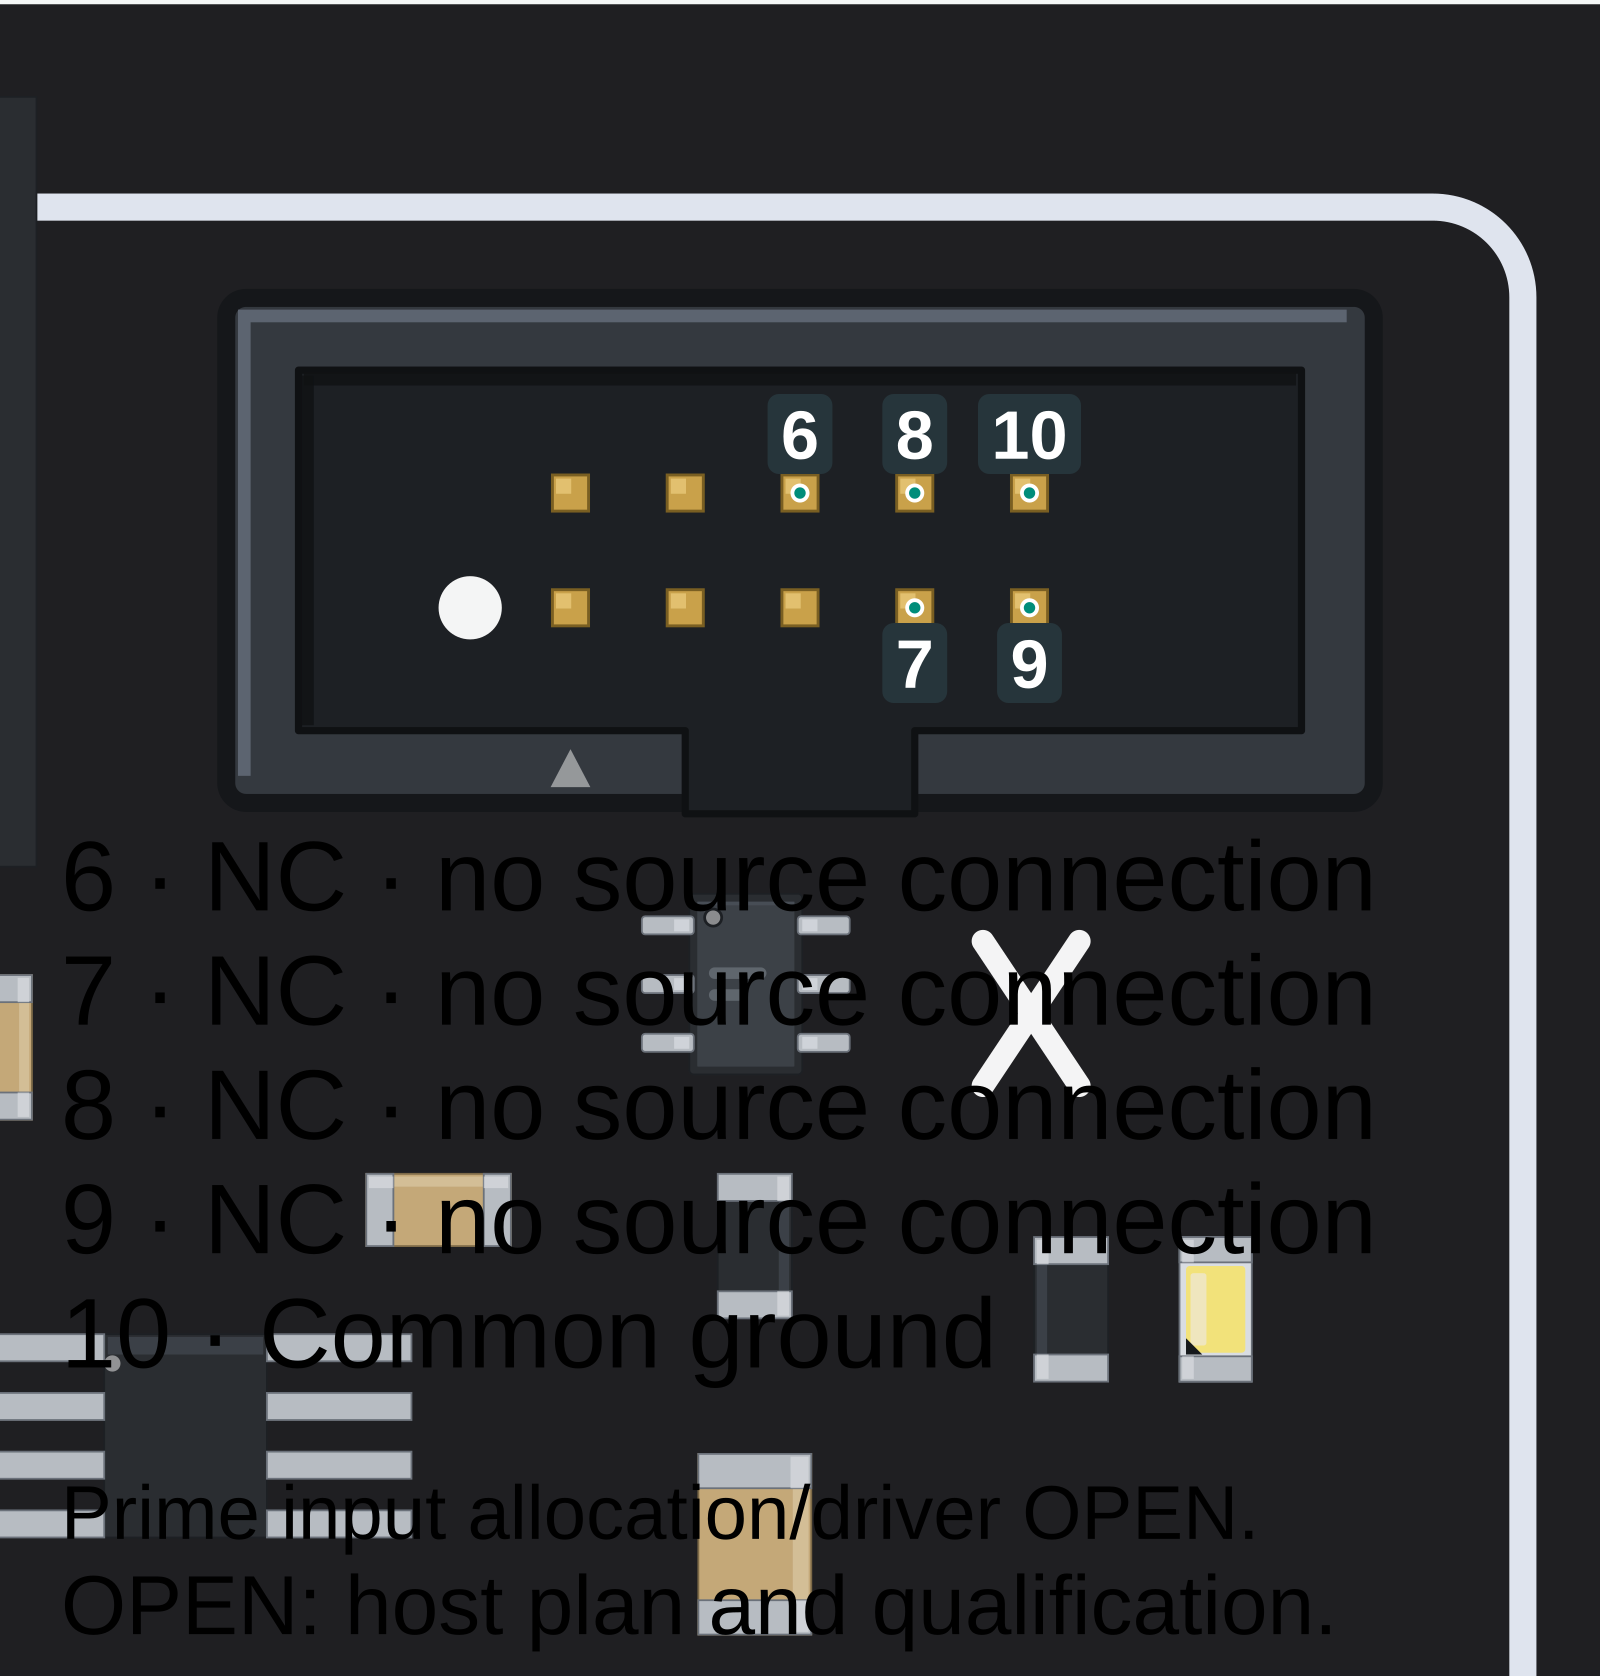 6 8 10
7 9
6 · NC · no source connection
7 · NC · no source connection
X
8 · NC · no source connection
9 · NC · no source connection
10 · Common ground
Prime input allocation/driver OPEN.
OPEN: host plan and qualification.